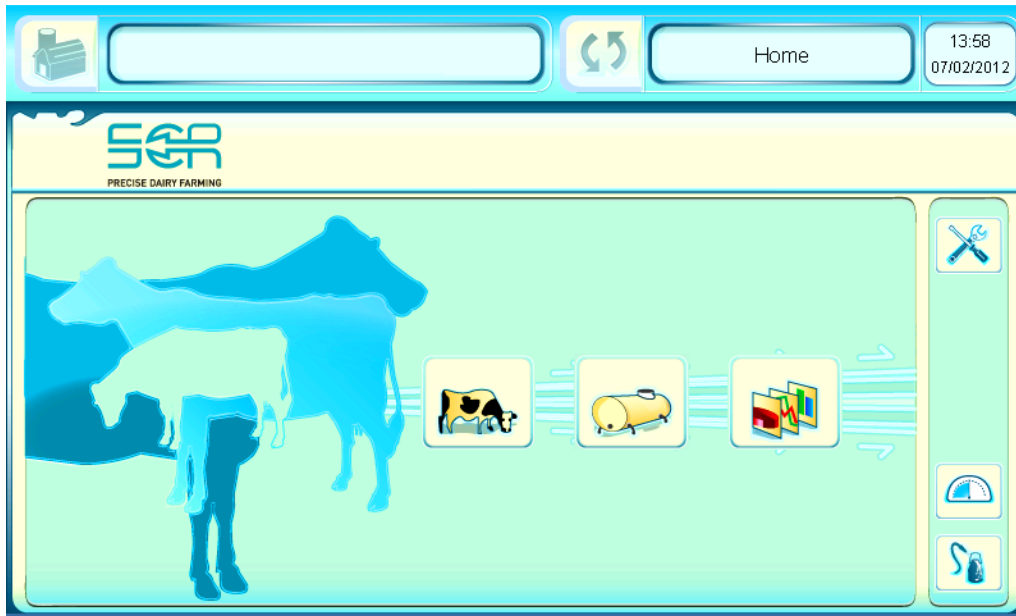 Home
13:58
07/02/2012
SCR
PRECISE DAIRY FARMING